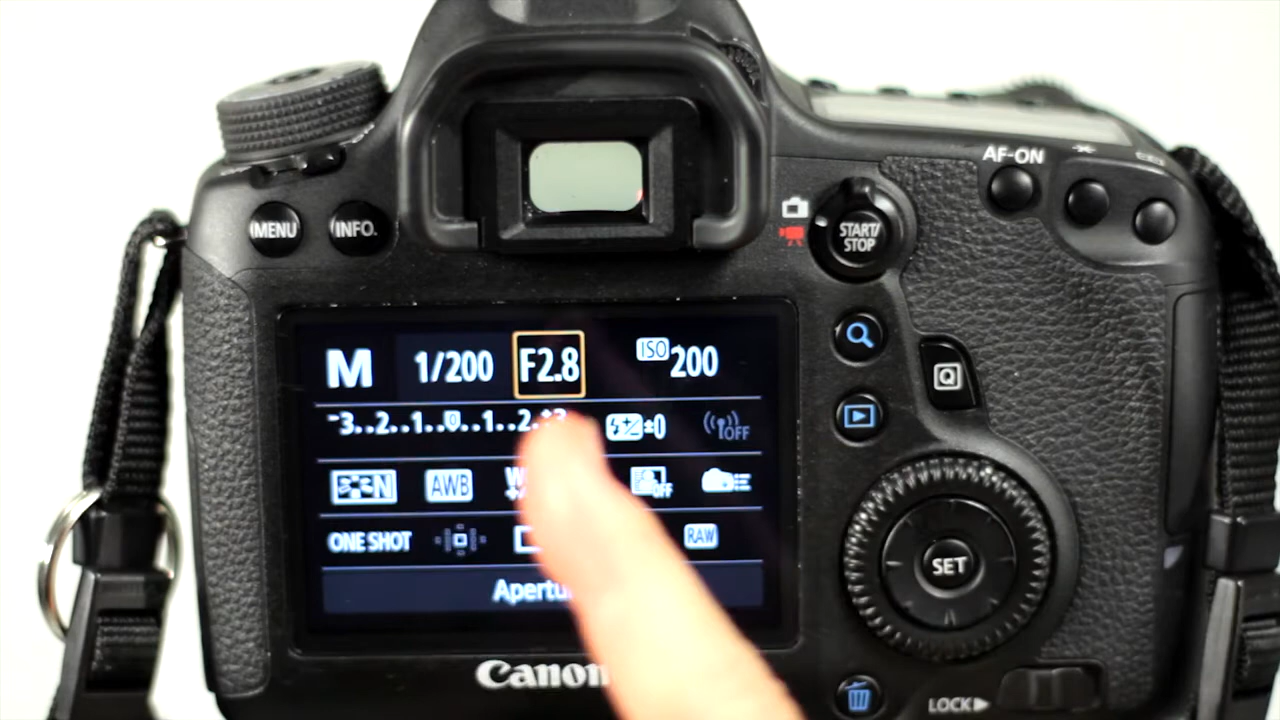 AF-ON
MENU INFO.
START/
STOP
M 1/200 F2.8 ISO 200
-3..2..1..0..1..2.+3 ±0 OFF
N AWB OFF
ONE SHOT RAW
Q
SET
Canon
LOCK